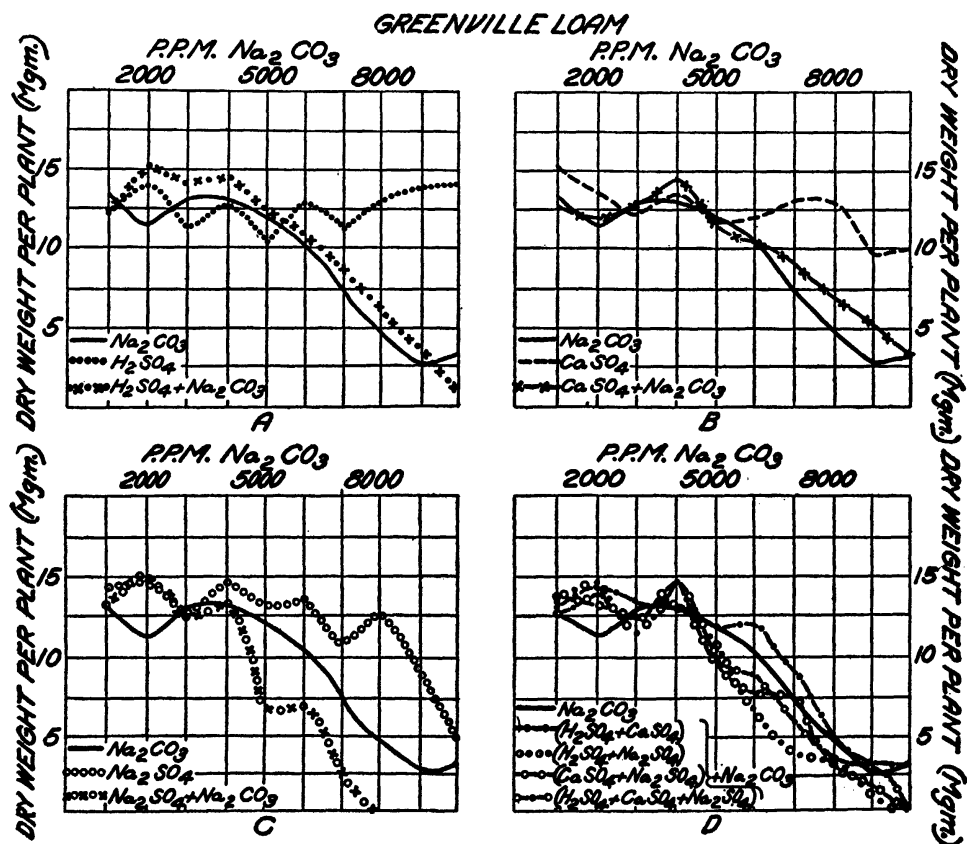 GREENVILLE LOAM
P.P.M. Na2CO3
2000 5000 8000
DRY WEIGHT PER PLANT (Mgm.)
15
10
5
Na2CO3
H2SO4
H2SO4+Na2CO3
A
P.P.M. Na2CO3
2000 5000 8000
DRY WEIGHT PER PLANT (Mgm.)
15
10
5
Na2CO3
CaSO4
CaSO4+Na2CO3
B
P.P.M. Na2CO3
2000 5000 8000
DRY WEIGHT PER PLANT (Mgm.)
15
10
5
Na2CO3
Na2SO4
Na2SO4+Na2CO3
C
P.P.M. Na2CO3
2000 5000 8000
DRY WEIGHT PER PLANT (Mgm.)
15
10
5
Na2CO3
(H2SO4+CaSO4)
(H2SO4+Na2SO4)
(CaSO4+Na2SO4) +Na2CO3
(H2SO4+CaSO4+Na2SO4)
D